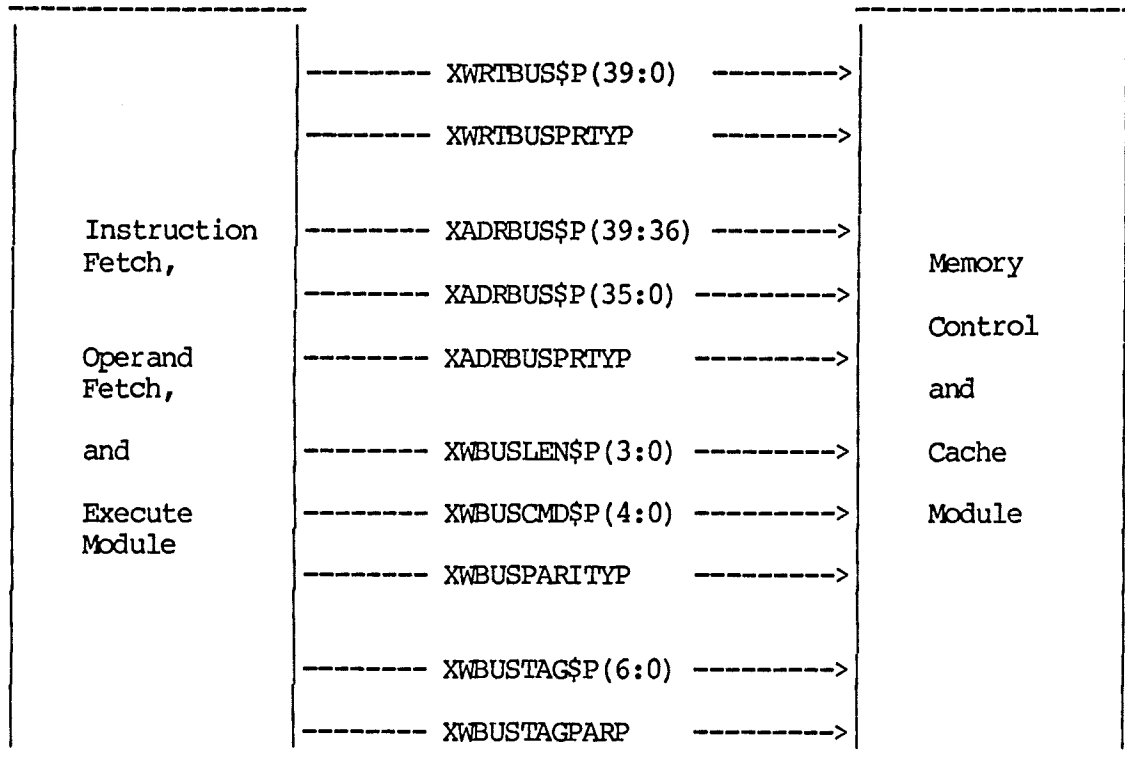 XWRTBUS$P(39:0)
XWRTBUSPRTYP
Instruction
Fetch,
Operand
Fetch,
and
Execute
Module
XADRBUS$P(39:36)
XADRBUS$P(35:0)
XADRBUSPRTYP
XWBUSLEN$P(3:0)
XWBUSCMD$P(4:0)
XWBUSPARITYP
XWBUSTAG$P(6:0)
XWBUSTAGPARP
Memory
Control
and
Cache
Module